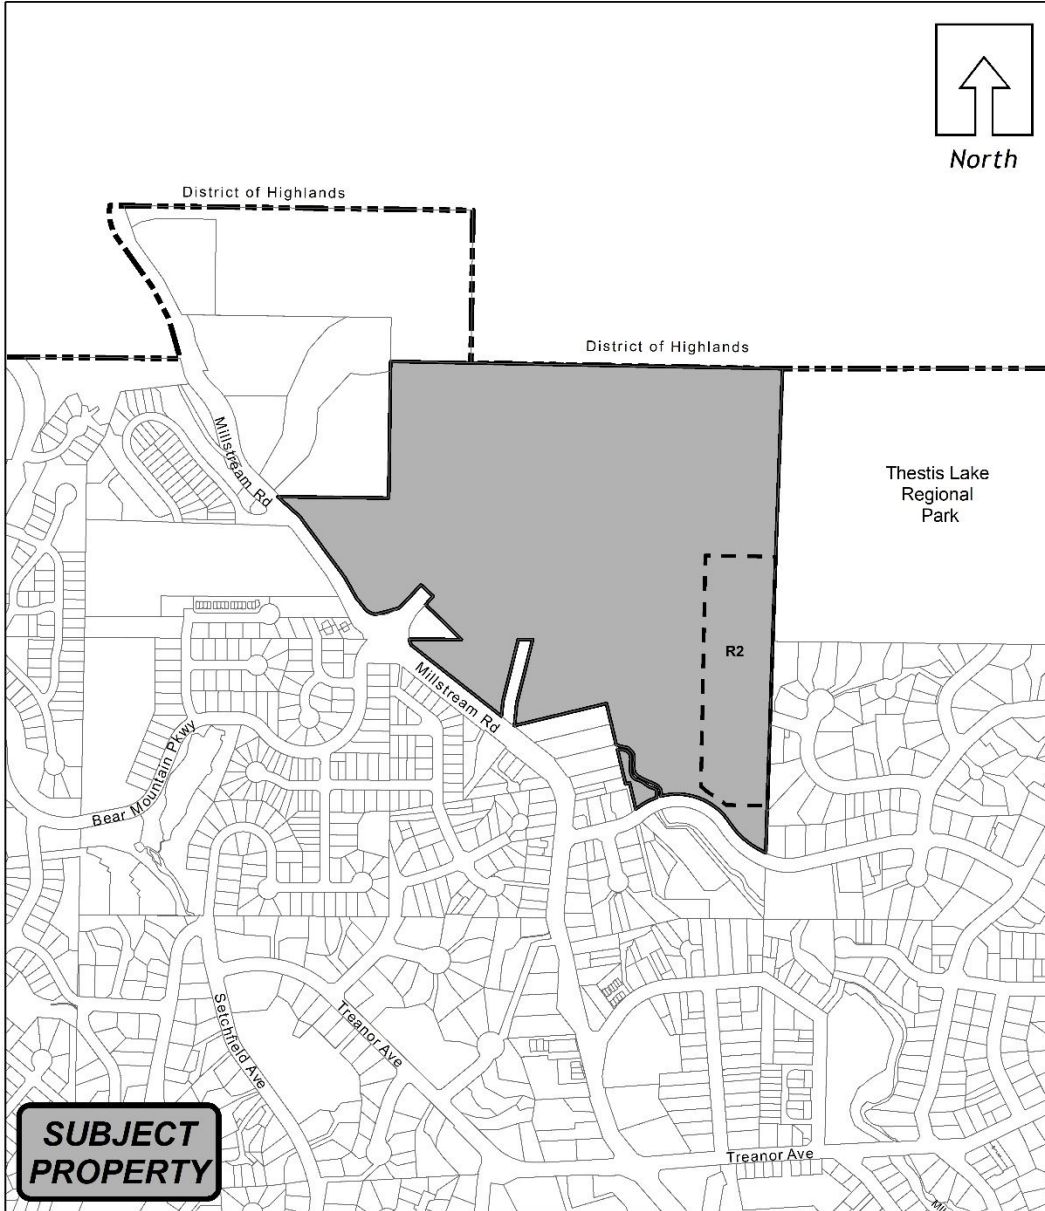 North
District of Highlands
District of Highlands
Millstream Rd
Thestis Lake
Regional
Park
R2
Millstream Rd
Bear Mountain Pkwy
Setchfield Ave
Treanor Ave
SUBJECT
PROPERTY
Treanor Ave